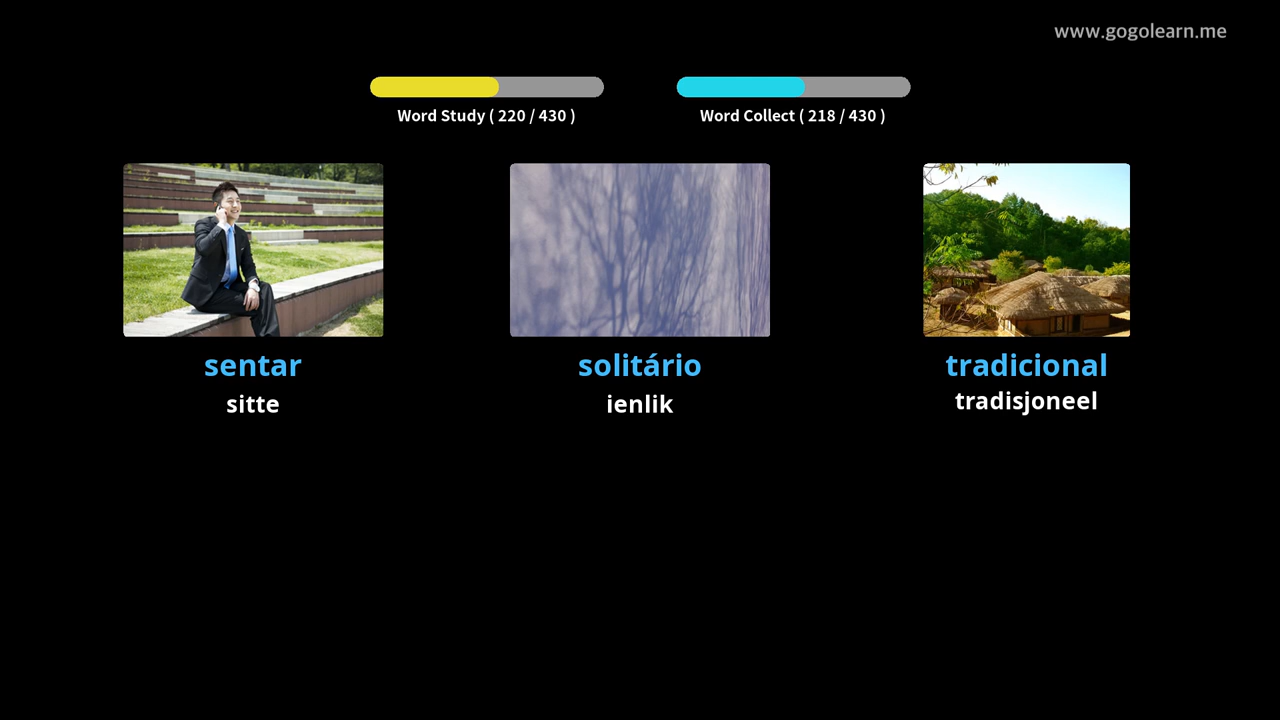 www.gogolearn.me
Word Study ( 220 / 430 )
Word Collect ( 218 / 430 )
sentar
sitte
solitário
ienlik
tradicional
tradisjoneel